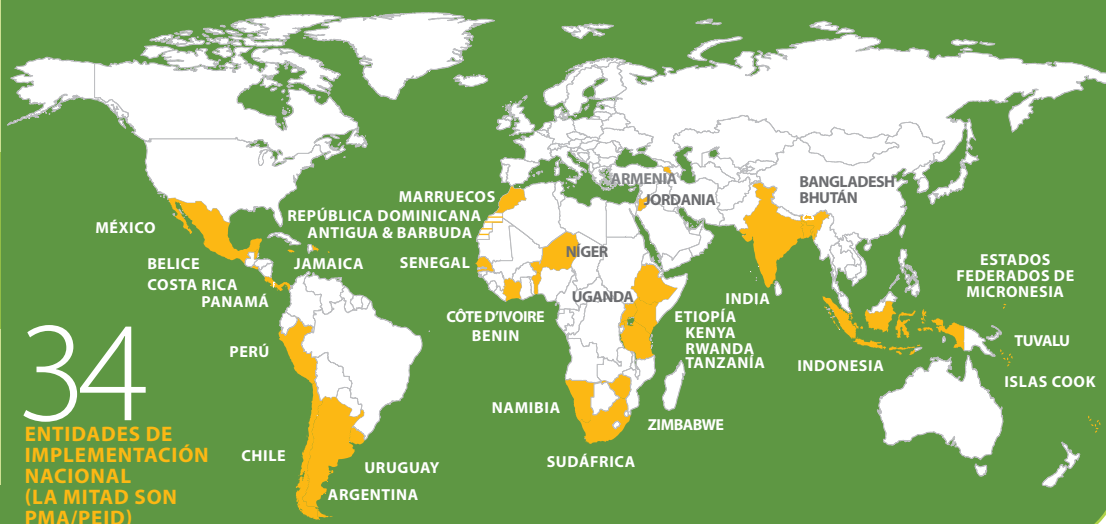 ARMENIA
BANGLADESH
BHUTÁN
JORDANIA
MARRUECOS
REPÚBLICA DOMINICANA
ANTIGUA & BARBUDA
MÉXICO
NÍGER
BELICE
JAMAICA
SENEGAL
COSTA RICA
PANAMÁ
ESTADOS
FEDERADOS DE
MICRONESIA
UGANDA
INDIA
CÔTE D'IVOIRE
BENIN
ETIOPÍA
KENYA
RWANDA
TANZANÍA
TUVALU
PERÚ
INDONESIA
ISLAS COOK
34
ENTIDADES DE
IMPLEMENTACIÓN
NACIONAL
(LA MITAD SON
PMA/PEID)
NAMIBIA
ZIMBABWE
SUDÁFRICA
CHILE
URUGUAY
ARGENTINA